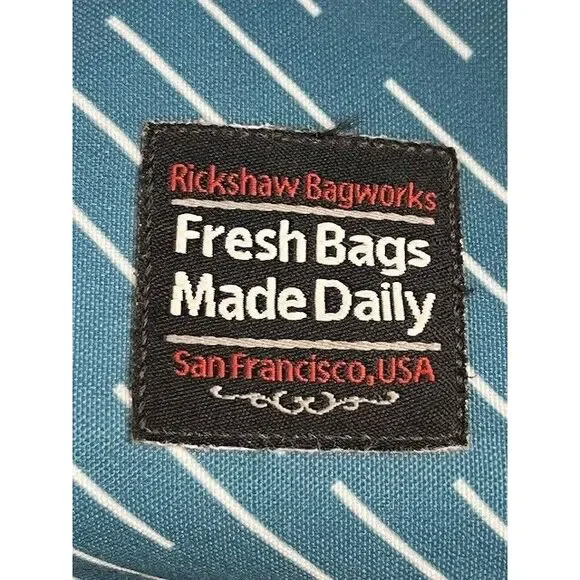 Rickshaw Bagworks
Fresh Bags
Made Daily
San Francisco, USA